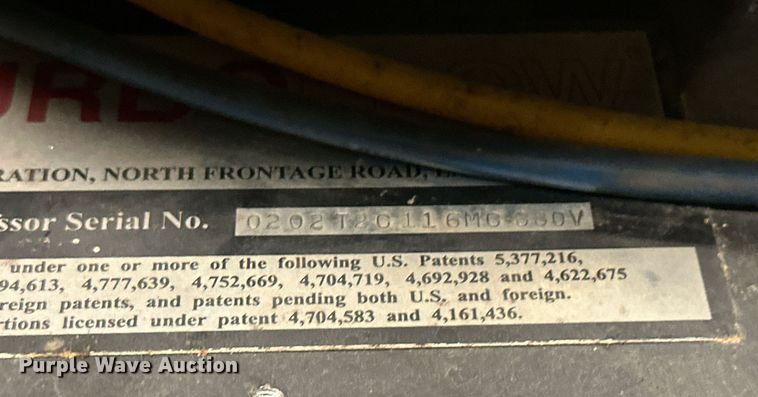 URBO OW
RATION, NORTH FRONTAGE ROAD,
ssor Serial No.
under one or more of the following U.S. Patents 5,377,216,
94,613, 4,777,639, 4,752,669, 4,704,719, 4,692,928 and 4,622,675
reign patents, and patents pending both U.S. and foreign.
rtions licensed under patent 4,704,583 and 4,161,436.
Purple Wave Auction